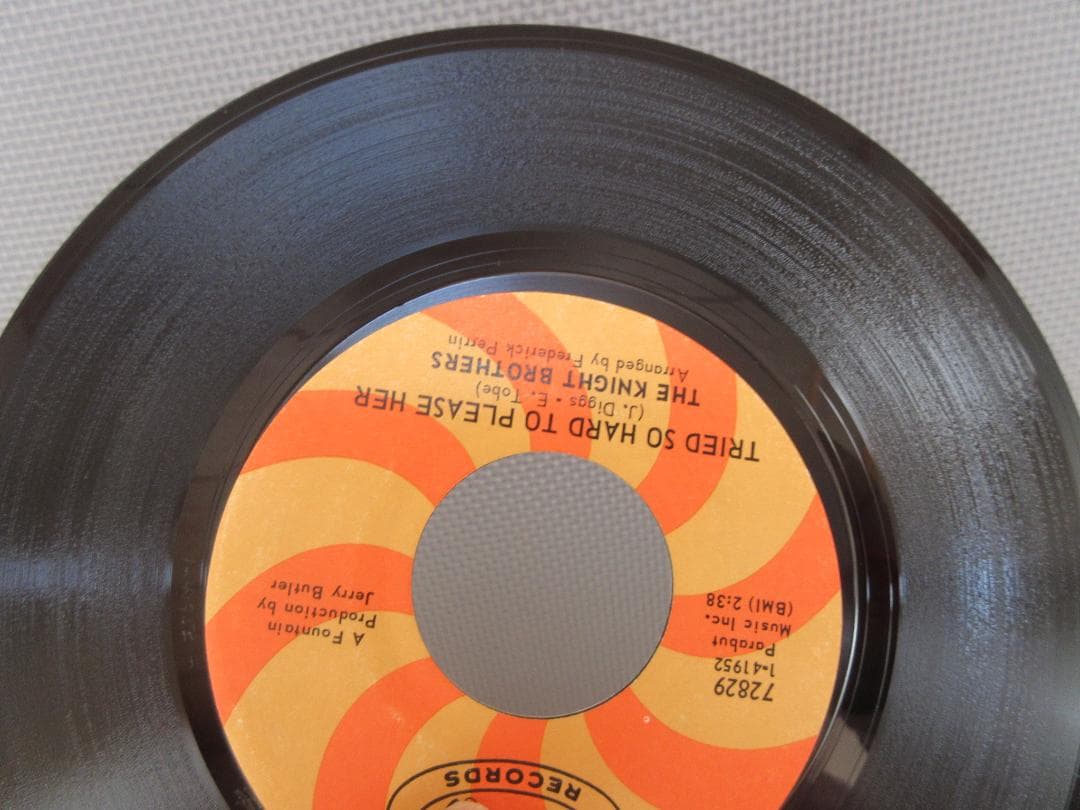 RECORDS
72829
1-41952
Parabut
Music Inc.
(BMI) 2:38
A Fountain
Production by
Jerry Butler
TRIED SO HARD TO PLEASE HER
(J. Diggs - E. Tobe)
THE KNIGHT BROTHERS
Arranged by Frederick Perrin